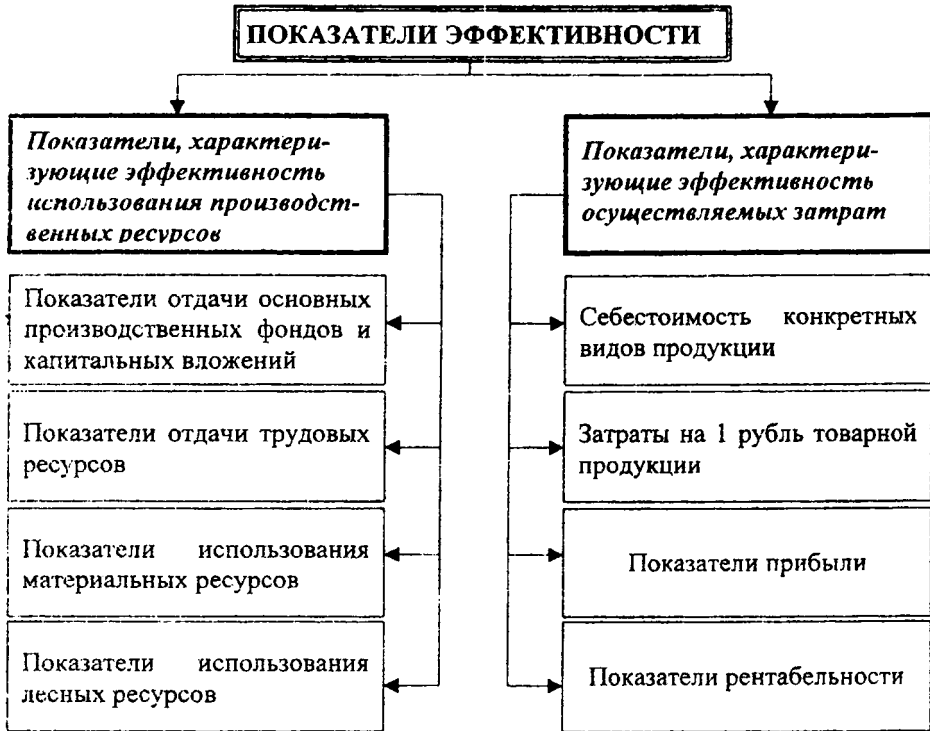 ПОКАЗАТЕЛИ ЭФФЕКТИВНОСТИ
Показатели, характери-
зующие эффективность
использования производст-
венных ресурсов
Показатели отдачи основных
производственных фондов и
капитальных вложений
Показатели отдачи трудовых
ресурсов
Показатели использования
материальных ресурсов
Показатели использования
лесных ресурсов
Показатели, характери-
зующие эффективность
осуществляемых затрат
Себестоимость конкретных
видов продукции
Затраты на 1 рубль товарной
продукции
Показатели прибыли
Показатели рентабельности